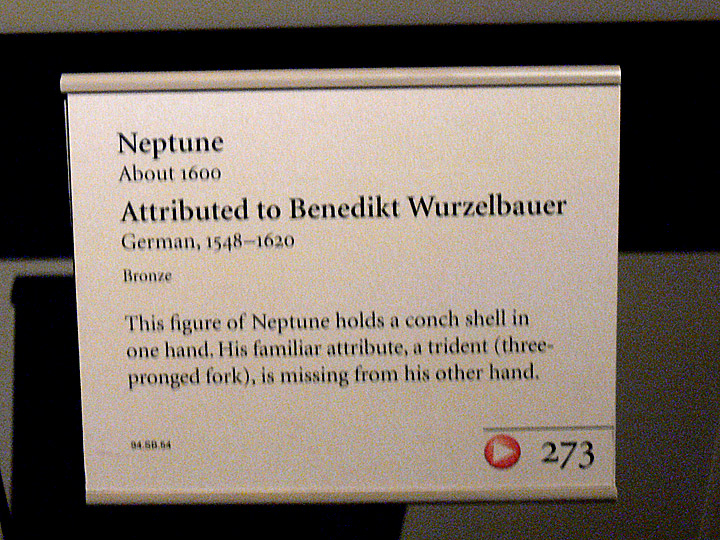 Neptune
About 1600
Attributed to Benedikt Wurzelbauer
German, 1548–1620
Bronze
This figure of Neptune holds a conch shell in
one hand. His familiar attribute, a trident (three-
pronged fork), is missing from his other hand.
94.SB.54
273